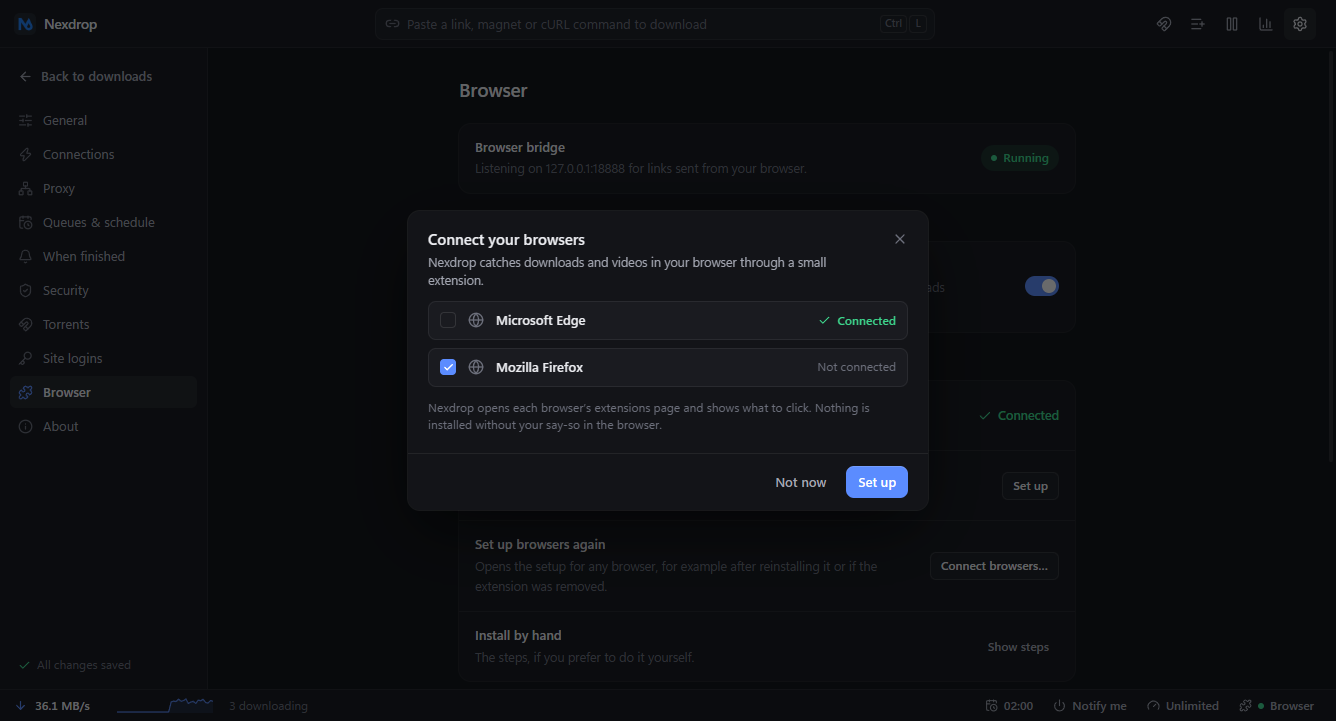 Nexdrop
Paste a link, magnet or cURL command to download
Ctrl L
Back to downloads
General
Connections
Proxy
Queues & schedule
When finished
Security
Torrents
Site logins
Browser
About
All changes saved
Browser
Browser bridge
Listening on 127.0.0.1:18888 for links sent from your browser.
Running
ads
Connect your browsers
Nexdrop catches downloads and videos in your browser through a small
extension.
Microsoft Edge
Connected
Mozilla Firefox
Not connected
Nexdrop opens each browser's extensions page and shows what to click. Nothing is
installed without your say-so in the browser.
Not now
Set up
Connected
Set up
Set up browsers again
Opens the setup for any browser, for example after reinstalling it or if the
extension was removed.
Connect browsers...
Install by hand
The steps, if you prefer to do it yourself.
Show steps
36.1 MB/s
3 downloading
02:00
Notify me
Unlimited
Browser